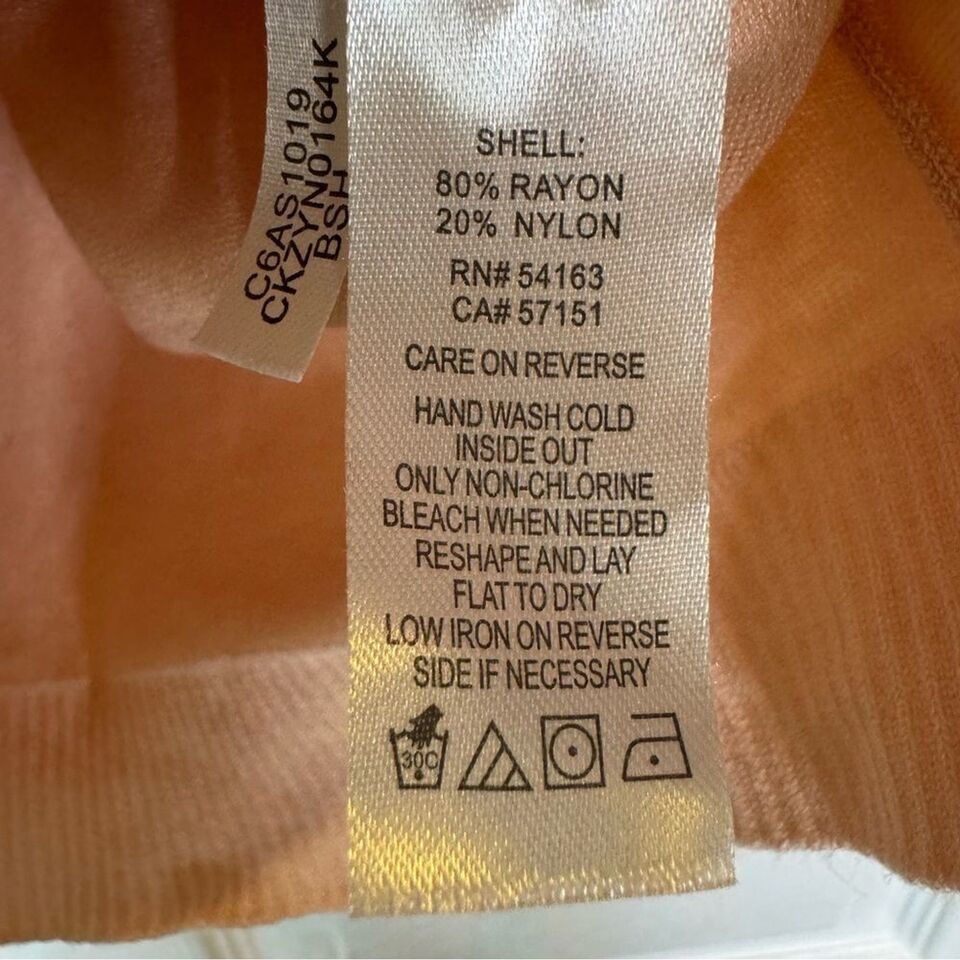 C6AS1019
CKZYN0164K
BSH
SHELL:
80% RAYON
20% NYLON
RN# 54163
CA# 57151
CARE ON REVERSE
HAND WASH COLD
INSIDE OUT
ONLY NON-CHLORINE
BLEACH WHEN NEEDED
RESHAPE AND LAY
FLAT TO DRY
LOW IRON ON REVERSE
SIDE IF NECESSARY
30C